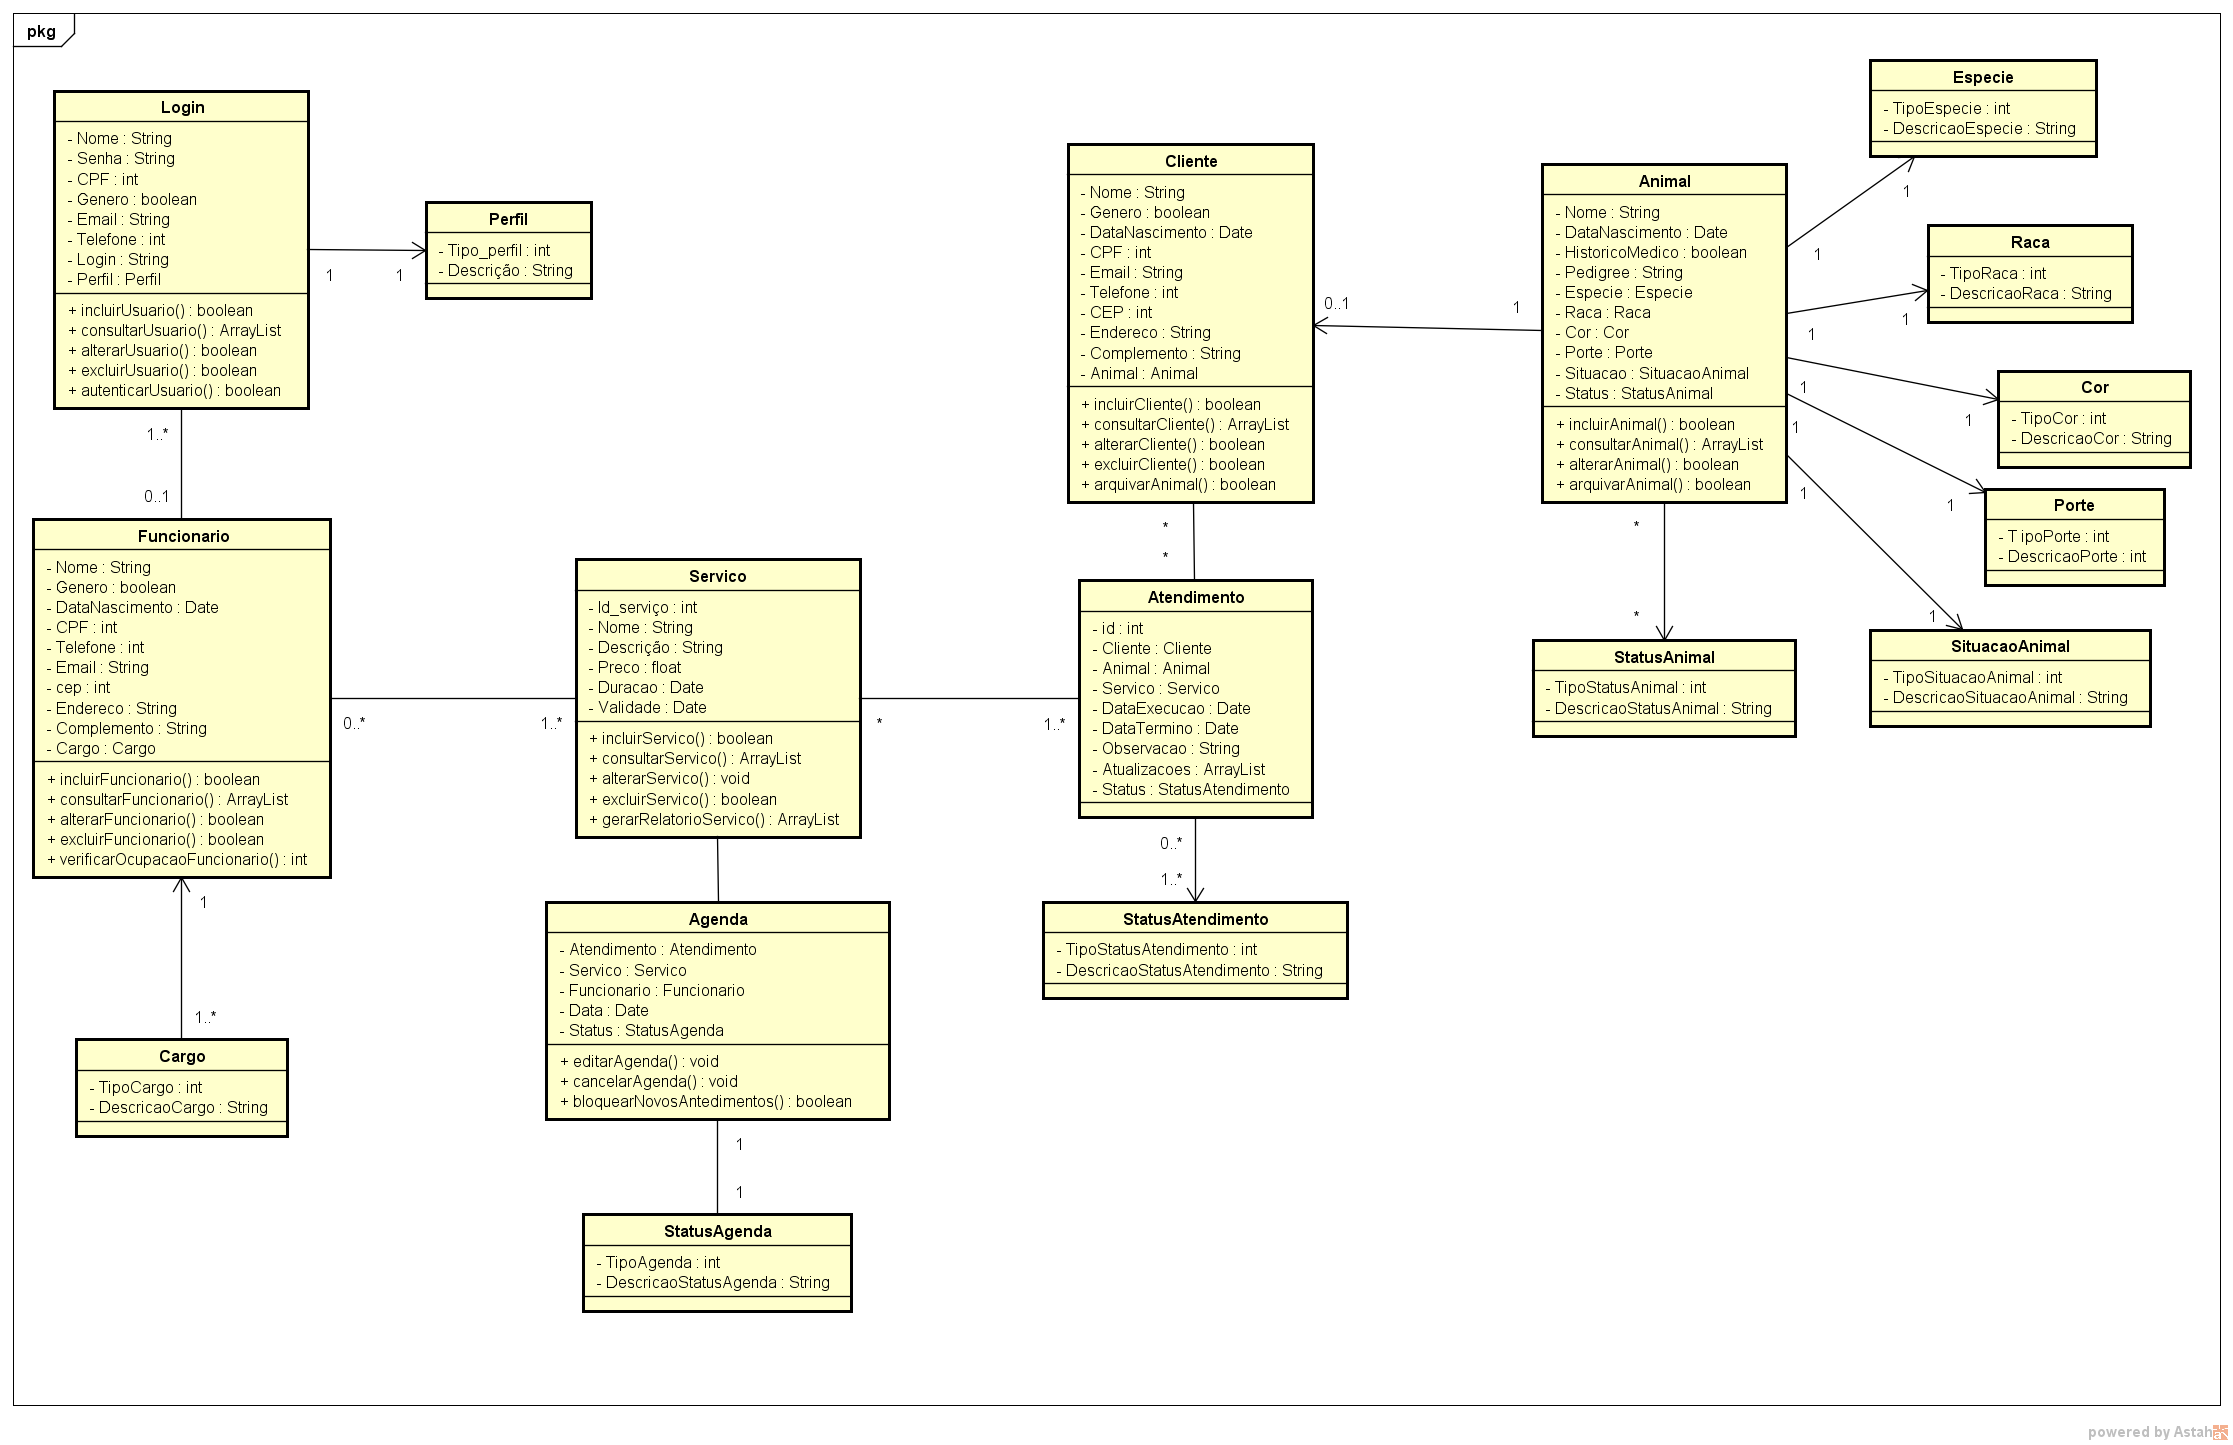 pkg
Login
- Nome : String
- Senha : String
- CPF : int
- Genero : boolean
- Email : String
- Telefone : int
- Login : String
- Perfil : Perfil
+ incluirUsuario() : boolean
+ consultarUsuario() : ArrayList
+ alterarUsuario() : boolean
+ excluirUsuario() : boolean
+ autenticarUsuario() : boolean
1
1
Perfil
- Tipo_perfil : int
- Descrição : String
1..*
0..1
Funcionario
- Nome : String
- Genero : boolean
- DataNascimento : Date
- CPF : int
- Telefone : int
- Email : String
- cep : int
- Endereco : String
- Complemento : String
- Cargo : Cargo
+ incluirFuncionario() : boolean
+ consultarFuncionario() : ArrayList
+ alterarFuncionario() : boolean
+ excluirFuncionario() : boolean
+ verificarOcupacaoFuncionario() : int
1
1..*
Cargo
- TipoCargo : int
- DescricaoCargo : String
0..*
1..*
Servico
- Id_serviço : int
- Nome : String
- Descrição : String
- Preco : float
- Duracao : Date
- Validade : Date
+ incluirServico() : boolean
+ consultarServico() : ArrayList
+ alterarServico() : void
+ excluirServico() : boolean
+ gerarRelatorioServico() : ArrayList
*
1..*
Agenda
- Atendimento : Atendimento
- Servico : Servico
- Funcionario : Funcionario
- Data : Date
- Status : StatusAgenda
+ editarAgenda() : void
+ cancelarAgenda() : void
+ bloquearNovosAntedimentos() : boolean
1
1
StatusAgenda
- TipoAgenda : int
- DescricaoStatusAgenda : String
Cliente
- Nome : String
- Genero : boolean
- DataNascimento : Date
- CPF : int
- Email : String
- Telefone : int
- CEP : int
- Endereco : String
- Complemento : String
- Animal : Animal
+ incluirCliente() : boolean
+ consultarCliente() : ArrayList
+ alterarCliente() : boolean
+ excluirCliente() : boolean
+ arquivarAnimal() : boolean
*
*
Atendimento
- id : int
- Cliente : Cliente
- Animal : Animal
- Servico : Servico
- DataExecucao : Date
- DataTermino : Date
- Observacao : String
- Atualizacoes : ArrayList
- Status : StatusAtendimento
0..*
1..*
StatusAtendimento
- TipoStatusAtendimento : int
- DescricaoStatusAtendimento : String
0..1
1
Animal
- Nome : String
- DataNascimento : Date
- HistoricoMedico : boolean
- Pedigree : String
- Especie : Especie
- Raca : Raca
- Cor : Cor
- Porte : Porte
- Situacao : SituacaoAnimal
- Status : StatusAnimal
+ incluirAnimal() : boolean
+ consultarAnimal() : ArrayList
+ alterarAnimal() : boolean
+ arquivarAnimal() : boolean
*
*
StatusAnimal
- TipoStatusAnimal : int
- DescricaoStatusAnimal : String
Especie
- TipoEspecie : int
- DescricaoEspecie : String
1
1
Raca
- TipoRaca : int
- DescricaoRaca : String
1
1
Cor
- TipoCor : int
- DescricaoCor : String
1
1
Porte
- TipoPorte : int
- DescricaoPorte : int
1
1
SituacaoAnimal
- TipoSituacaoAnimal : int
- DescricaoSituacaoAnimal : String
1
1
powered by Astah